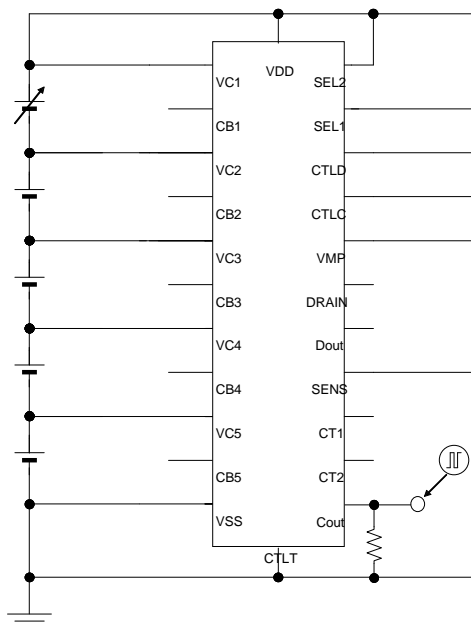 VDD
VC1
SEL2
CB1
SEL1
VC2
CTLD
CB2
CTLC
VC3
VMP
CB3
DRAIN
VC4
Dout
CB4
SENS
VC5
CT1
CB5
CT2
VSS
Cout
CTLT